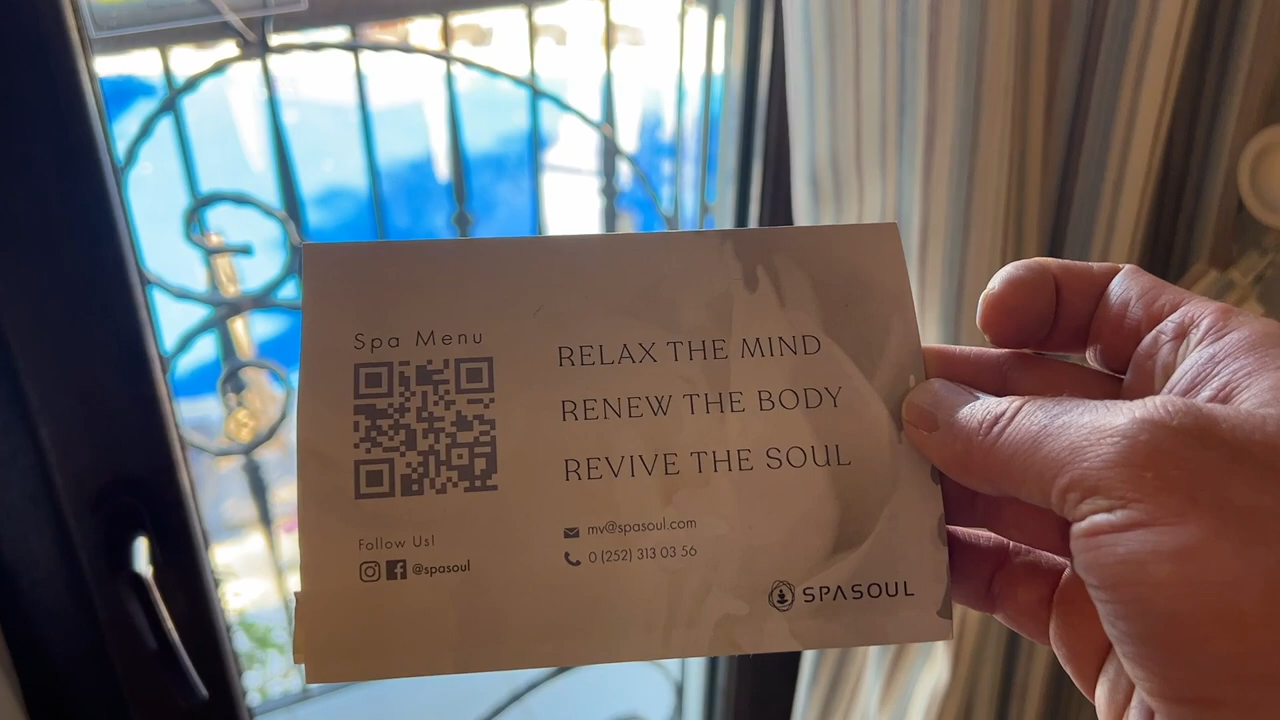 Spa Menu
RELAX THE MIND
RENEW THE BODY
REVIVE THE SOUL
Follow Us!
@spasoul
mv@spasoul.com
0 (252) 313 03 56
SPASOUL